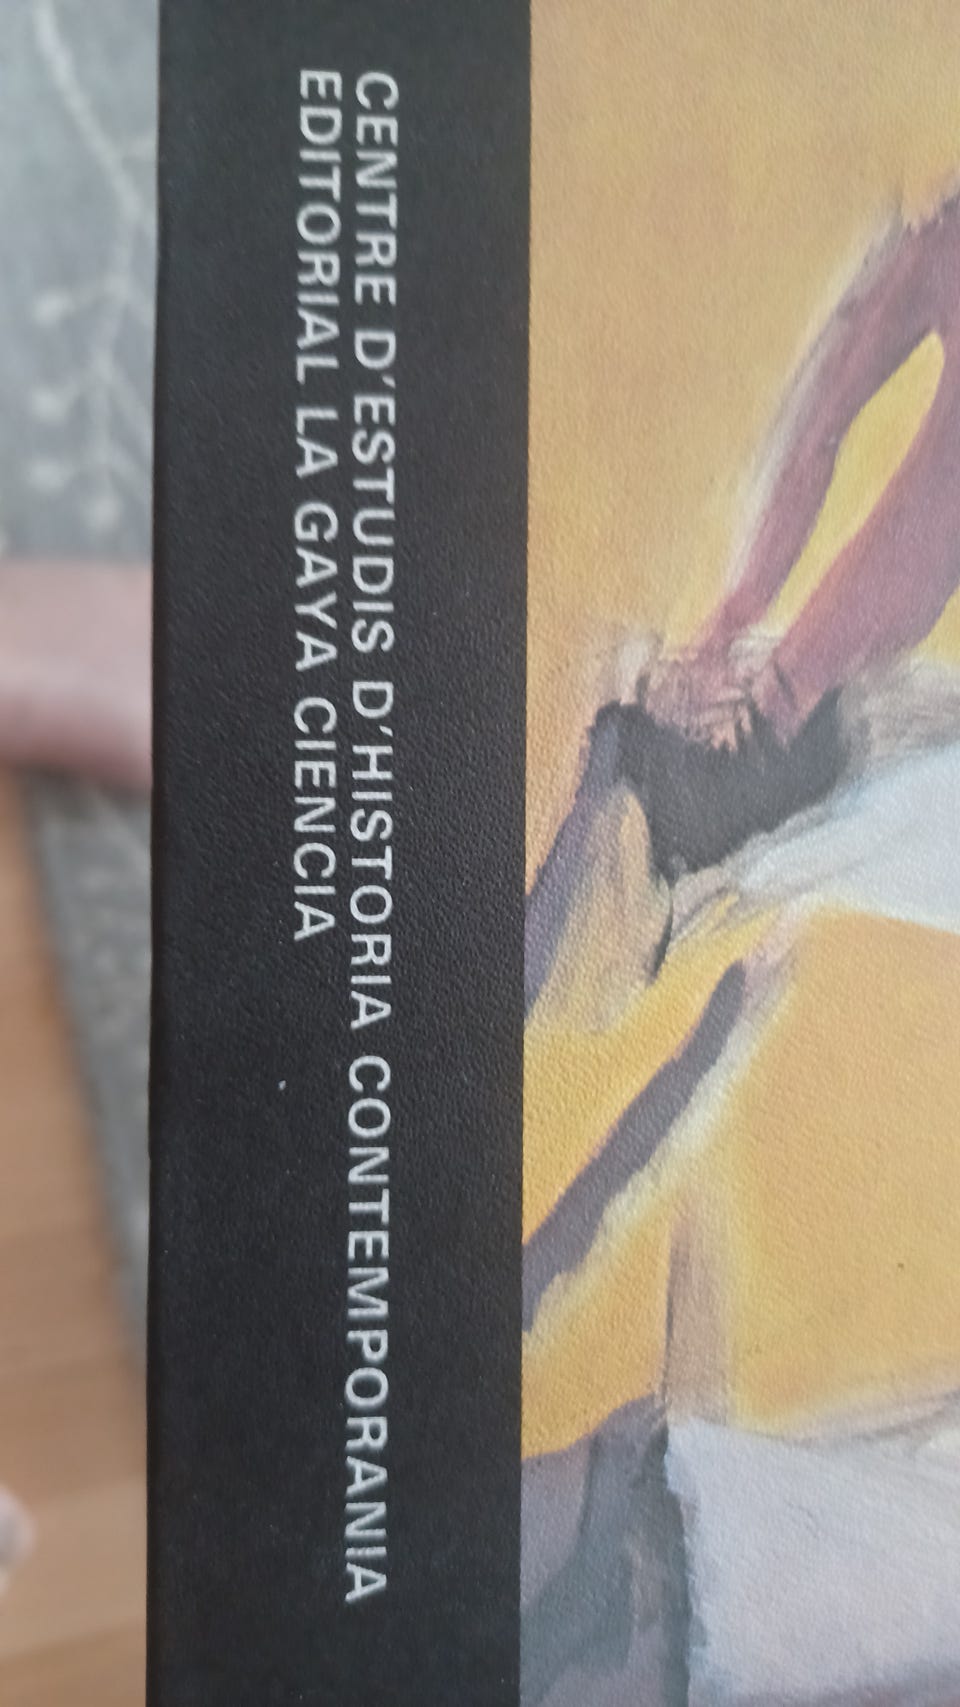 CENTRE D'ESTUDIS D'HISTORIA CONTEMPORANIA
EDITORIAL LA GAYA CIENCIA